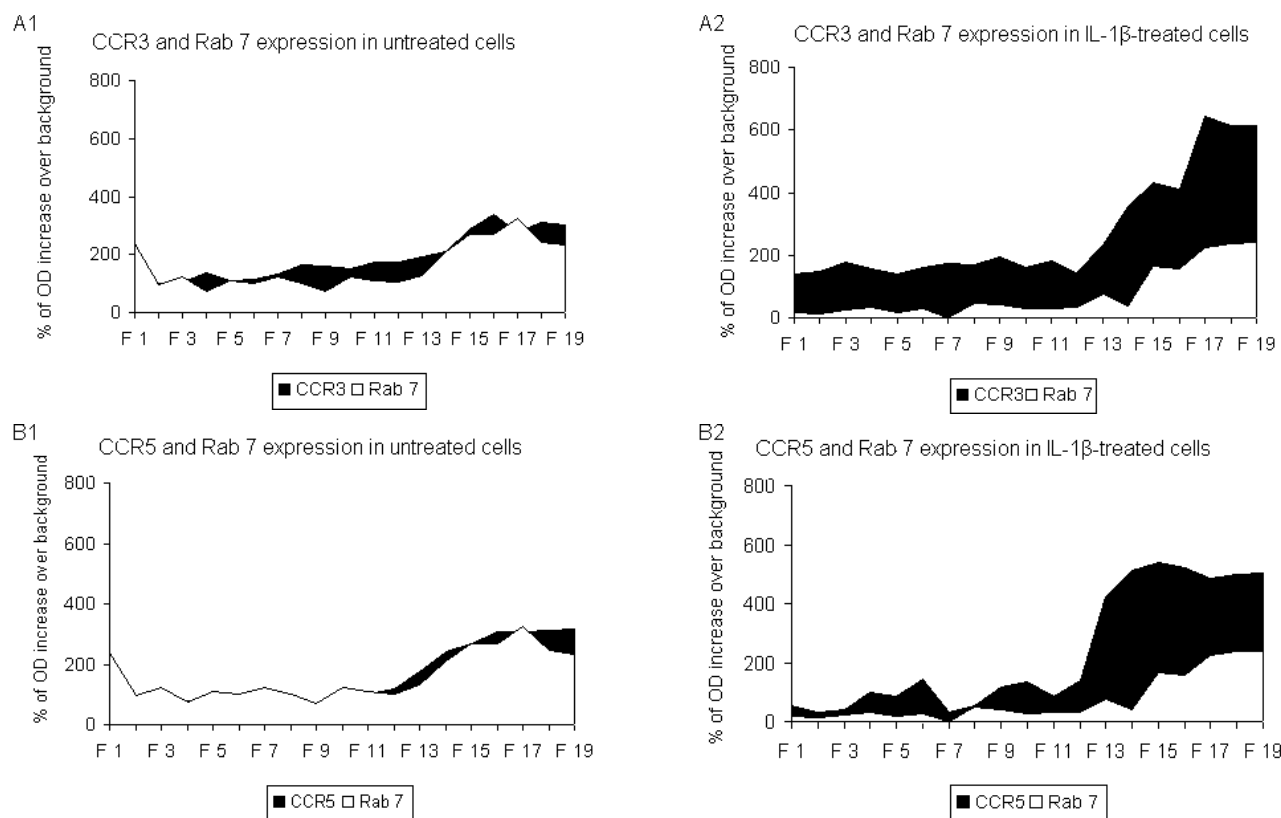 A1
CCR3 and Rab 7 expression in untreated cells
% of OD increase over background
800
600
400
200
0
F 1 F 3 F 5 F 7 F 9 F 11 F 13 F 15 F 17 F 19
■ CCR3 □ Rab 7
A2
CCR3 and Rab 7 expression in IL-1β-treated cells
% of OD increase over background
800
600
400
200
0
F 1 F 3 F 5 F 7 F 9 F 11 F 13 F 15 F 17 F 19
■ CCR3□ Rab 7
B1
CCR5 and Rab 7 expression in untreated cells
% of OD increase over background
800
600
400
200
0
F 1 F 3 F 5 F 7 F 9 F 11 F 13 F 15 F 17 F 19
■ CCR5 □ Rab 7
B2
CCR5 and Rab 7 expression in IL-1β-treated cells
% of OD increase over background
800
600
400
200
0
F 1 F 3 F 5 F 7 F 9 F 11 F 13 F 15 F 17 F 19
■ CCR5□ Rab 7